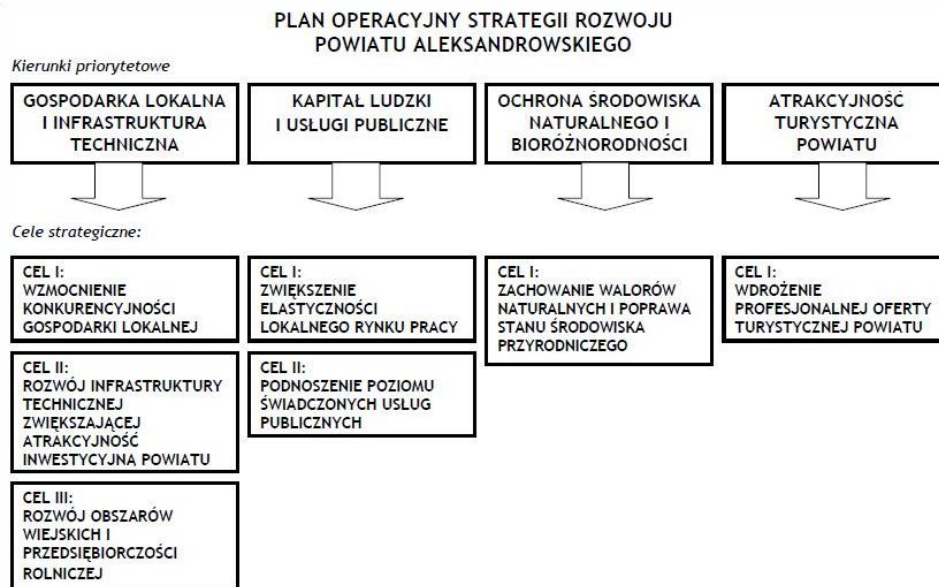 PLAN OPERACYJNY STRATEGII ROZWOJU
POWIATU ALEKSANDROWSKIEGO
Kierunki priorytetowe
GOSPODARKA LOKALNA
I INFRASTRUKTURA
TECHNICZNA
KAPITAŁ LUDZKI
I USŁUGI PUBLICZNE
OCHRONA ŚRODOWISKA
NATURALNEGO I
BIORÓŻNORODNOŚCI
ATRAKCYJNOŚĆ
TURYSTYCZNA
POWIATU
Cele strategiczne:
CEL I:
WZMOCNIENIE
KONKURENCYJNOŚCI
GOSPODARKI LOKALNEJ
CEL II:
ROZWÓJ INFRASTRUKTURY
TECHNICZNEJ
ZWIĘKSZAJĄCEJ
ATRAKCYJNOŚĆ
INWESTYCYJNĄ POWIATU
CEL III:
ROZWÓJ OBSZARÓW
WIEJSKICH I
PRZEDSIĘBIORCZOŚCI
ROLNICZEJ
CEL I:
ZWIĘKSZENIE
ELASTYCZNOŚCI
LOKALNEGO RYNKU PRACY
CEL II:
PODNOSZENIE POZIOMU
ŚWIADCZONYCH USŁUG
PUBLICZNYCH
CEL I:
ZACHOWANIE WALORÓW
NATURALNYCH I POPRAWA
STANU ŚRODOWISKA
PRZYRODNICZEGO
CEL I:
WDROŻENIE
PROFESJONALNEJ OFERTY
TURYSTYCZNEJ POWIATU